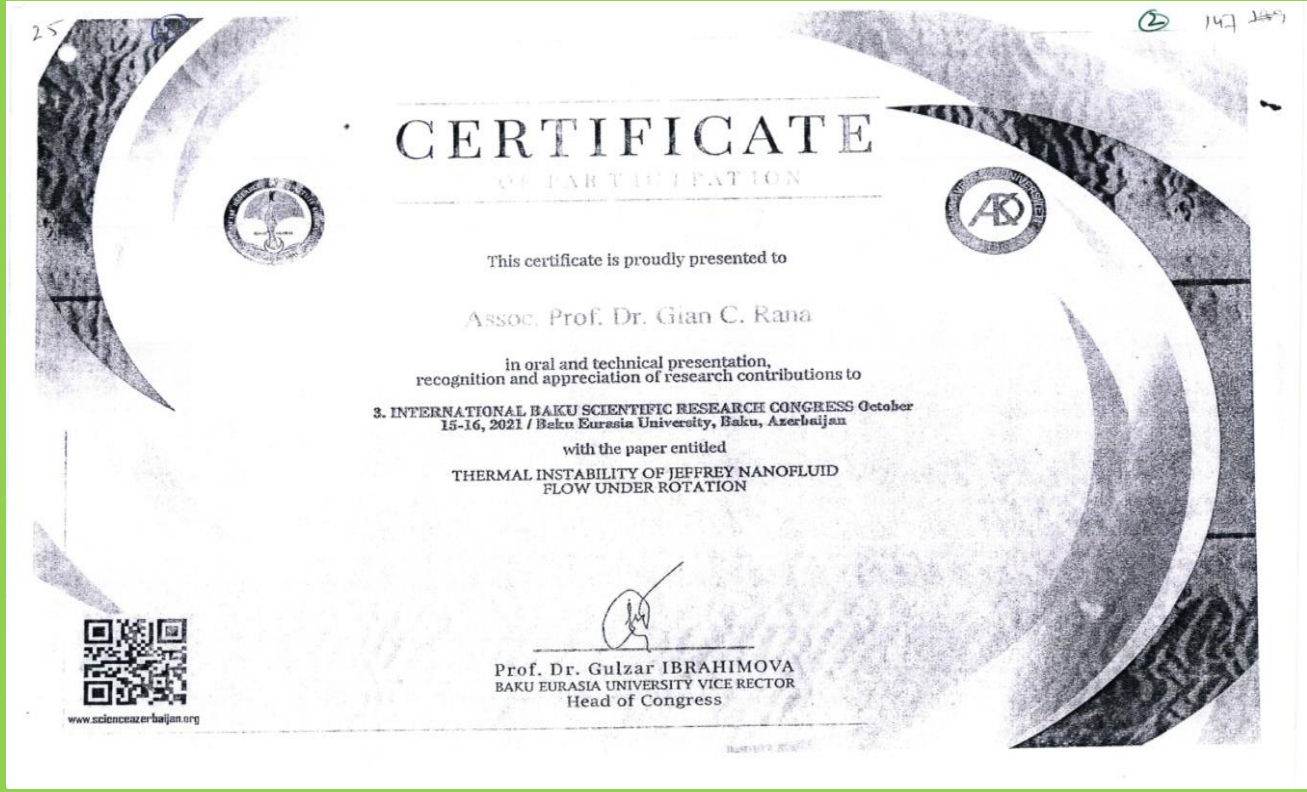 25
2
147
CERTIFICATE
OF PARTICIPATION
This certificate is proudly presented to
Assoc. Prof. Dr. Gian C. Rana
in oral and technical presentation,
recognition and appreciation of research contributions to
3. INTERNATIONAL BAKU SCIENTIFIC RESEARCH CONGRESS October
15-16, 2021 / Baku Eurasia University, Baku, Azerbaijan
with the paper entitled
THERMAL INSTABILITY OF JEFFREY NANOFLUID
FLOW UNDER ROTATION
Prof. Dr. Gulzar IBRAHIMOVA
BAKU EURASIA UNIVERSITY VICE RECTOR
Head of Congress
www.scienceazerbaijan.org